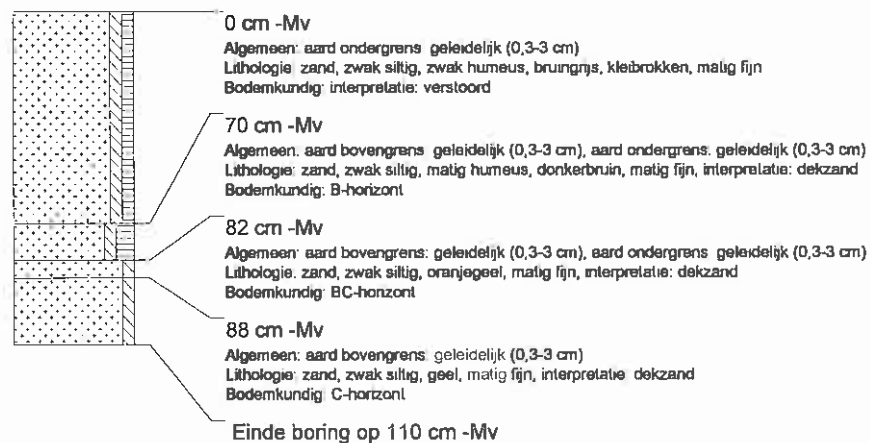 0 cm -Mv
Algemeen: aard ondergrens: geleidelijk (0,3-3 cm)
Lithologie: zand, zwak siltig, zwak humeus, bruingrijs, kleibrokken, matig fijn
Bodemkundig: interpretatie: verstoord
70 cm -Mv
Algemeen: aard bovengrens: geleidelijk (0,3-3 cm), aard ondergrens: geleidelijk (0,3-3 cm)
Lithologie: zand, zwak siltig, matig humeus, donkerbruin, matig fijn, interpretatie: dekzand
Bodemkundig: B-horizont
82 cm -Mv
Algemeen: aard bovengrens: geleidelijk (0,3-3 cm), aard ondergrens: geleidelijk (0,3-3 cm)
Lithologie: zand, zwak siltig, oranjegeel, matig fijn, interpretatie: dekzand
Bodemkundig: BC-horizont
88 cm -Mv
Algemeen: aard bovengrens: geleidelijk (0,3-3 cm)
Lithologie: zand, zwak siltig, geel, matig fijn, interpretatie: dekzand
Bodemkundig: C-horizont
Einde boring op 110 cm -Mv